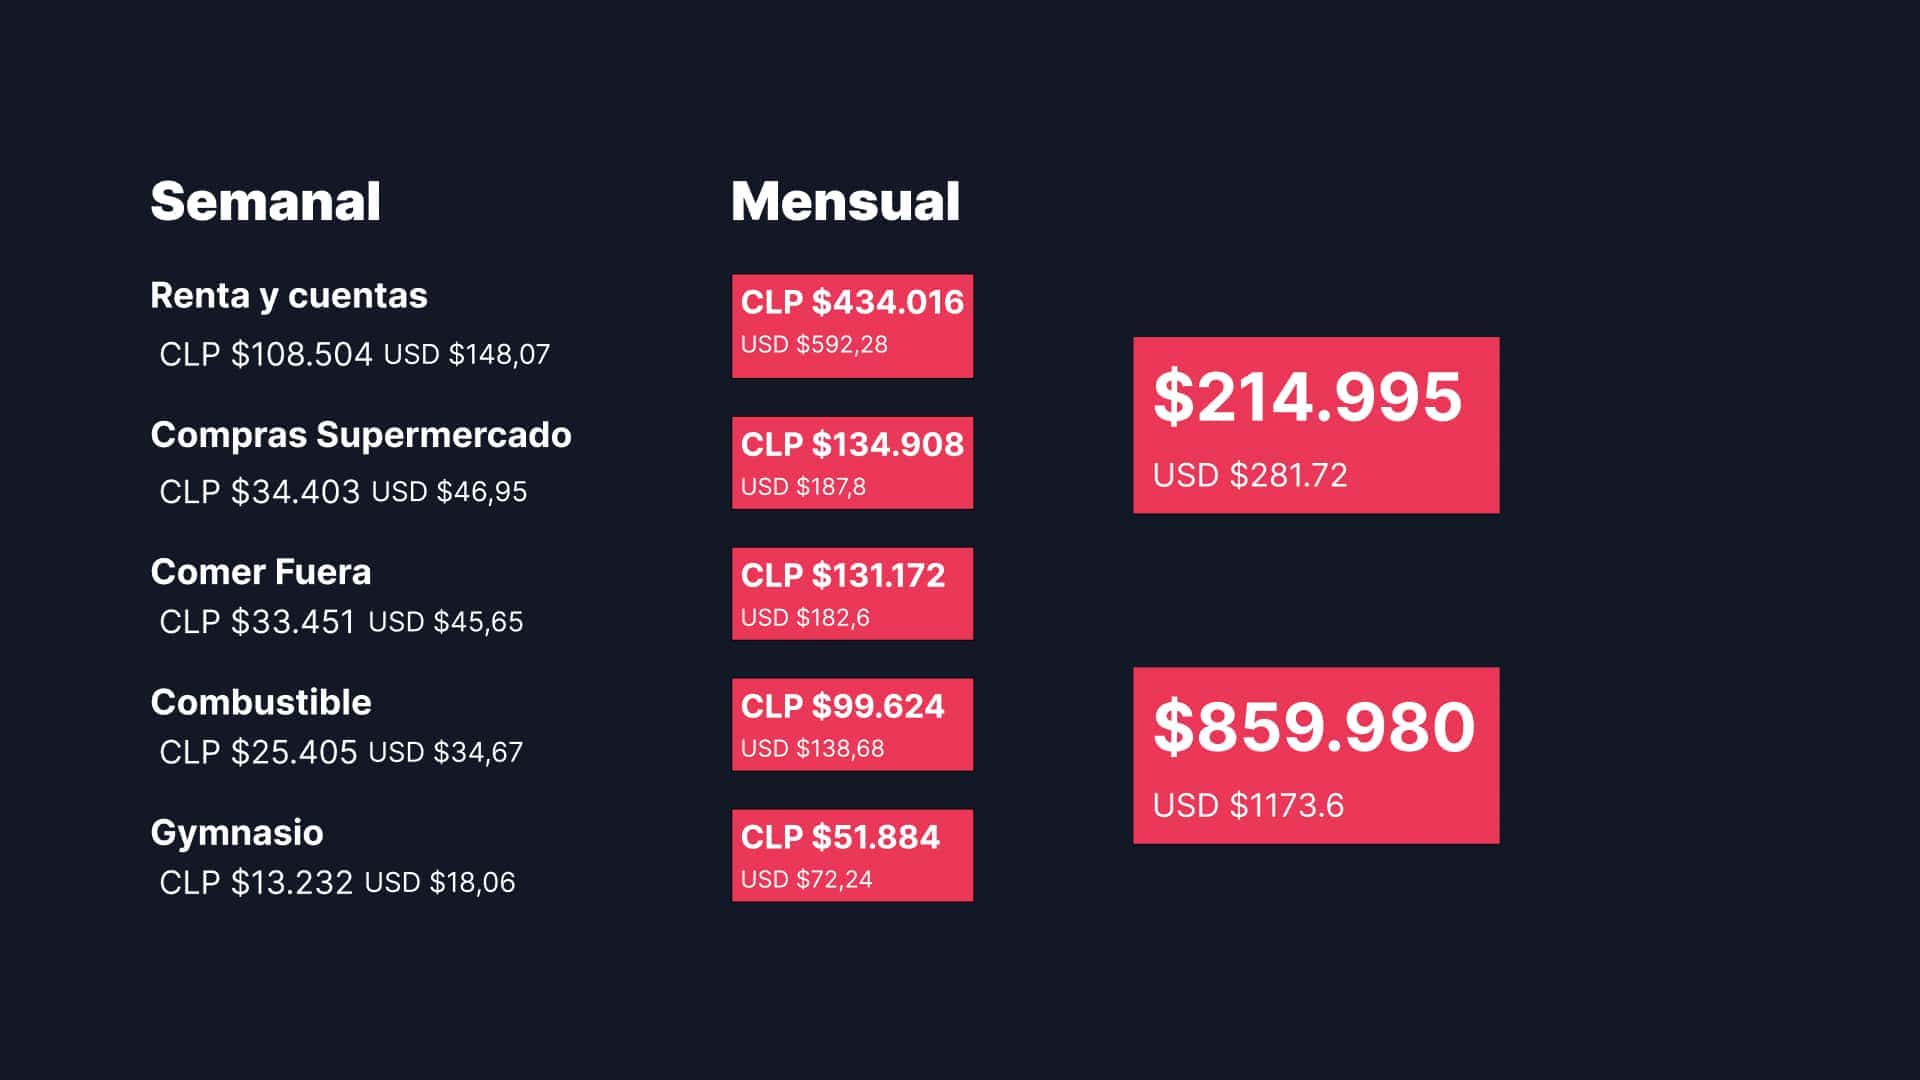 Semanal
Renta y cuentas
CLP $108.504 USD $148,07
Compras Supermercado
CLP $34.403 USD $46,95
Comer Fuera
CLP $33.451 USD $45,65
Combustible
CLP $25.405 USD $34,67
Gymnasio
CLP $13.232 USD $18,06
Mensual
CLP $434.016
USD $592,28
CLP $134.908
USD $187,8
CLP $131.172
USD $182,6
CLP $99.624
USD $138,68
CLP $51.884
USD $72,24
$214.995
USD $281.72
$859.980
USD $1173.6